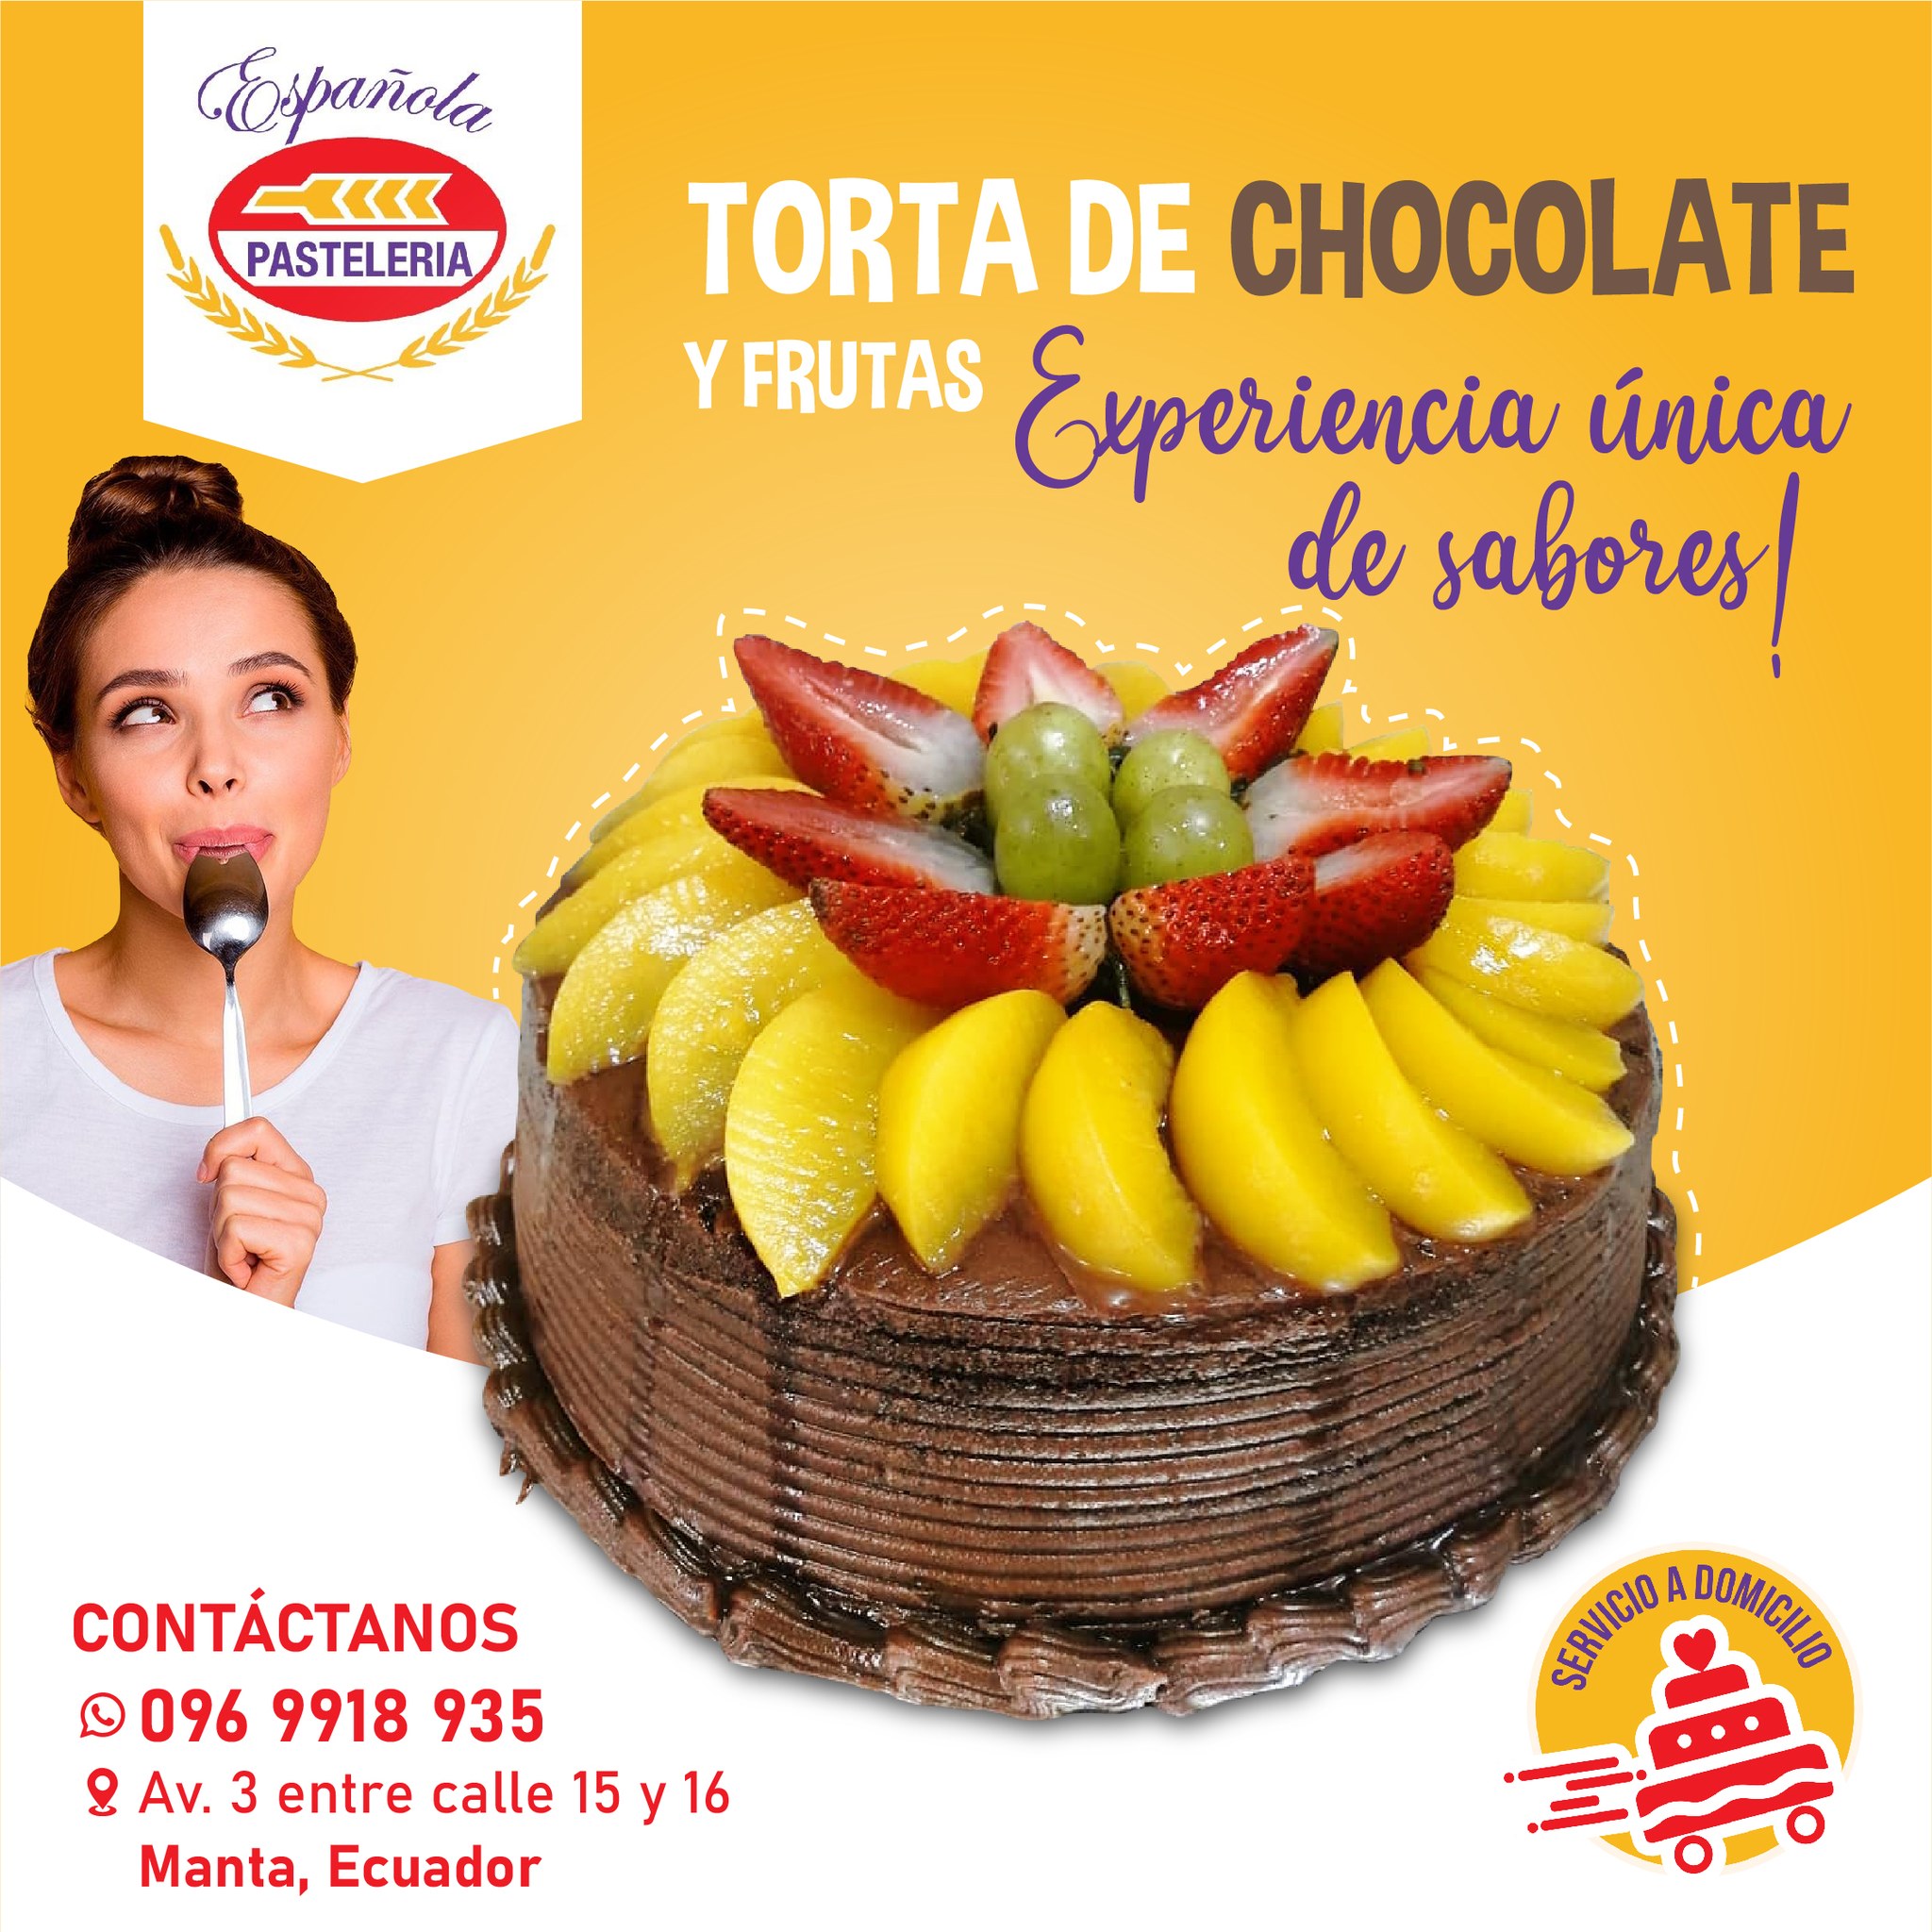 Española
PASTELERIA
TORTA DE CHOCOLATE
Y FRUTAS
Experiencia única
de sabores!
CONTÁCTANOS
096 9918 935
Av. 3 entre calle 15 y 16
Manta, Ecuador
SERVICIO A DOMICILIO